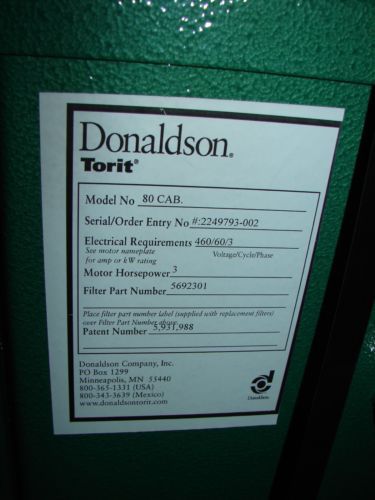 Donaldson®
Torit®
Model No 80 CAB.
Serial/Order Entry No #:2249793-002
Electrical Requirements 460/60/3
See motor nameplate Voltage/Cycle/Phase
for amp or kW rating
Motor Horsepower 3
Filter Part Number 5692301
Place filter part number label (supplied with replacement filters)
over Filter Part Number above.
Patent Number 5,931,988
Donaldson Company, Inc.
PO Box 1299
Minneapolis, MN 55440
800-365-1331 (USA)
800-343-3639 (Mexico)
www.donaldsontorit.com
Donaldson.